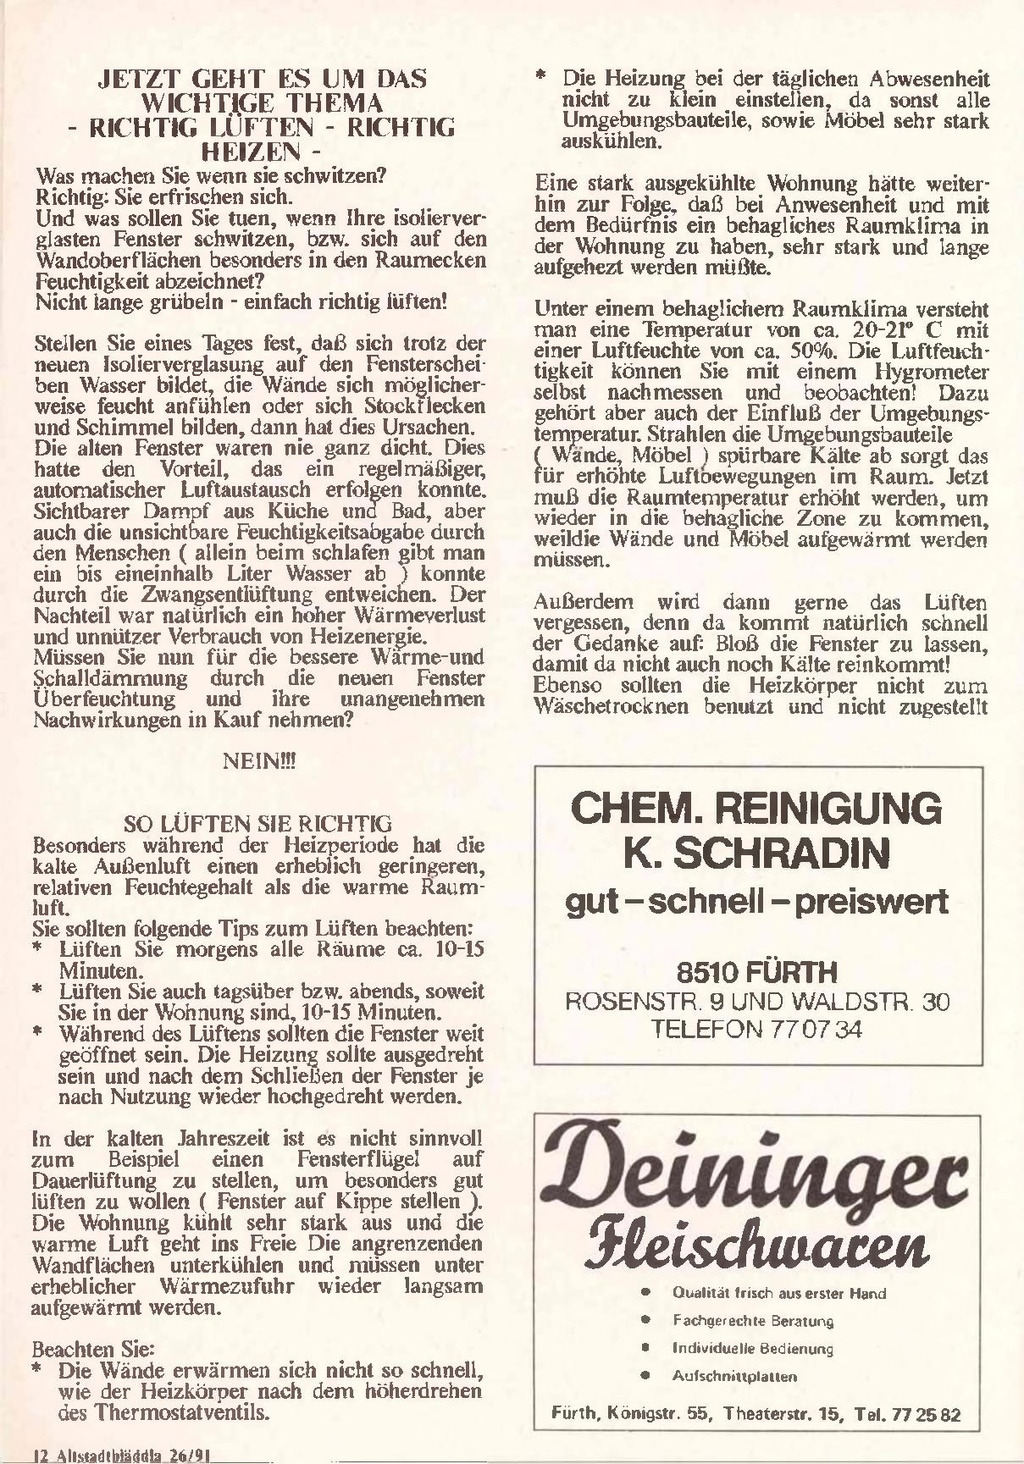 JETZT GEHT ES UM DAS
WICHTIGE THEMA
- RICHTIG LÜFTEN - RICHTIG
HEIZEN -
Was machen Sie wenn sie schwitzen?
Richtig: Sie erfrischen sich.
Und was sollen Sie tuen, wenn Ihre isolierver-
glasten Fenster schwitzen, bzw. sich auf den
Wandoberflächen besonders in den Raumecken
Feuchtigkeit abzeichnet?
Nicht lange grübeln - einfach richtig lüften!
Stellen Sie eines Tages fest, daß sich trotz der
neuen Isolierverglasung auf den Fensterschei-
ben Wasser bildet, die Wände sich möglicher-
weise feucht anfühlen oder sich Stockflecken
und Schimmel bilden, dann hat dies Ursachen.
Die alten Fenster waren nie ganz dicht. Dies
hatte den Vorteil, das ein regelmäßiger,
automatischer Luftaustausch erfolgen konnte.
Sichtbarer Dampf aus Küche und Bad, aber
auch die unsichtbare Feuchtigkeitsabgabe durch
den Menschen ( allein beim schlafen gibt man
ein bis eineinhalb Liter Wasser ab ) konnte
durch die Zwangsentlüftung entweichen. Der
Nachteil war natürlich ein hoher Wärmeverlust
und unnützer Verbrauch von Heizenergie.
Müssen Sie nun für die bessere Wärme-und
Schalldämmung durch die neuen Fenster
Überfeuchtung und ihre unangenehmen
Nachwirkungen in Kauf nehmen?
NEIN!!!
SO LÜFTEN SIE RICHTIG
Besonders während der Heizperiode hat die
kalte Außenluft einen erheblich geringeren,
relativen Feuchtegehalt als die warme Raum-
luft.
Sie sollten folgende Tips zum Lüften beachten:
* Lüften Sie morgens alle Räume ca. 10-15
Minuten.
* Lüften Sie auch tagsüber bzw. abends, soweit
Sie in der Wohnung sind, 10-15 Minuten.
* Während des Lüftens sollten die Fenster weit
geöffnet sein. Die Heizung sollte ausgedreht
sein und nach dem Schließen der Fenster je
nach Nutzung wieder hochgedreht werden.
In der kalten Jahreszeit ist es nicht sinnvoll
zum Beispiel einen Fensterflügel auf
Dauerlüftung zu stellen, um besonders gut
lüften zu wollen ( Fenster auf Kippe stellen ).
Die Wohnung kühlt sehr stark aus und die
warme Luft geht ins Freie Die angrenzenden
Wandflächen unterkühlen und müssen unter
erheblicher Wärmezufuhr wieder langsam
aufgewärmt werden.
Beachten Sie:
* Die Wände erwärmen sich nicht so schnell,
wie der Heizkörper nach dem höherdrehen
des Thermostatventils.
12 Altstadtbläddla 26/91
* Die Heizung bei der täglichen Abwesenheit
nicht zu klein einstellen, da sonst alle
Umgebungsbauteile, sowie Möbel sehr stark
auskühlen.
Eine stark ausgekühlte Wohnung hätte weiter-
hin zur Folge, daß bei Anwesenheit und mit
dem Bedürfnis ein behagliches Raumklima in
der Wohnung zu haben, sehr stark und lange
aufgehezt werden müßte.
Unter einem behaglichem Raumklima versteht
man eine Temperatur von ca. 20-21° C mit
einer Luftfeuchte von ca. 50%. Die Luftfeuch-
tigkeit können Sie mit einem Hygrometer
selbst nachmessen und beobachten! Dazu
gehört aber auch der Einfluß der Umgebungs-
temperatur. Strahlen die Umgebungsbauteile
( Wände, Möbel ) spürbare Kälte ab sorgt das
für erhöhte Luftbewegungen im Raum. Jetzt
muß die Raumtemperatur erhöht werden, um
wieder in die behagliche Zone zu kommen,
weildie Wände und Möbel aufgewärmt werden
müssen.
Außerdem wird dann gerne das Lüften
vergessen, denn da kommt natürlich schnell
der Gedanke auf: Bloß die Fenster zu lassen,
damit da nicht auch noch Kälte reinkommt!
Ebenso sollten die Heizkörper nicht zum
Wäschetrocknen benutzt und nicht zugestellt
CHEM. REINIGUNG
K. SCHRADIN
gut – schnell – preiswert
8510 FÜRTH
ROSENSTR. 9 UND WALDSTR. 30
TELEFON 77 07 34
Deininger
Fleischwaren
• Qualität frisch aus erster Hand
• Fachgerechte Beratung
• Individuelle Bedienung
• Aufschnittplatten
Fürth, Königstr. 55, Theaterstr. 15, Tel. 77 25 82